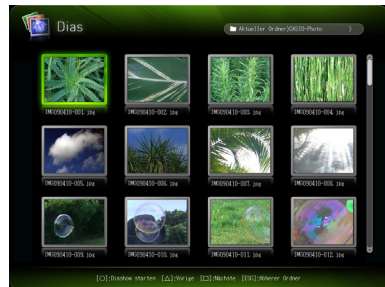 Dias
Aktueller Ordner)CASIO-Photo )
IMG090410-001.jpg IMG090410-002.jpg IMG090410-003.jpg IMG090410-004.jpg
IMG090410-005.jpg IMG090410-006.jpg IMG090410-007.jpg IMG090410-008.jpg
IMG090410-009.jpg IMG090410-010.jpg IMG090410-011.jpg IMG090410-012.jpg
[○]:Diashow starten [△]:Vorige [□]:Nächste [ESC]:Höherer Ordner